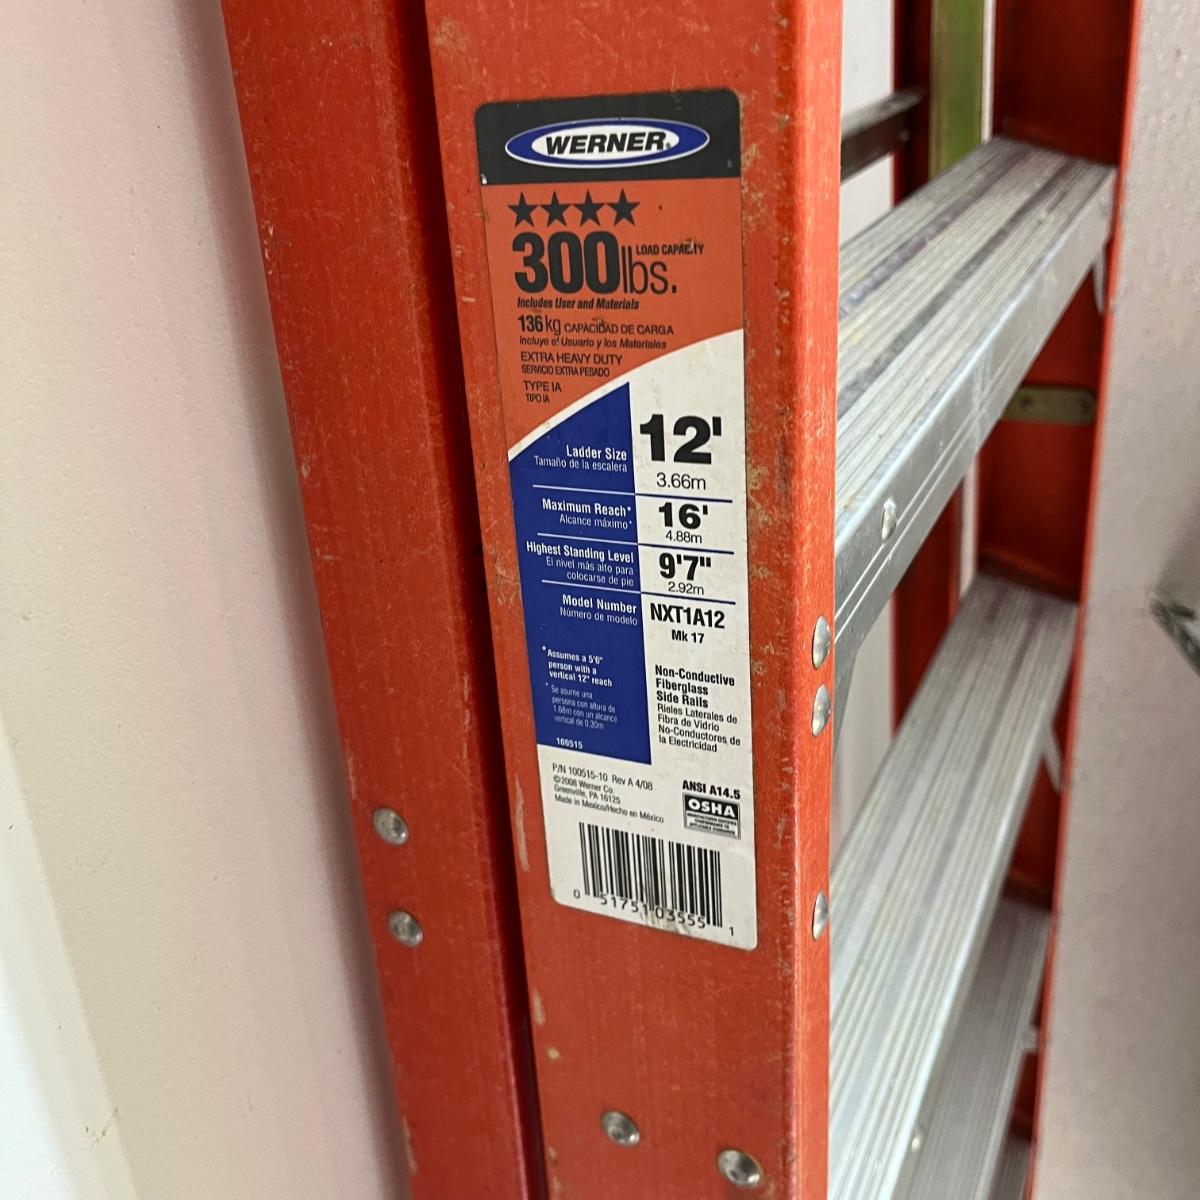 WERNER
300 lbs. LOAD CAPACITY
Includes User and Materials
136 kg CAPACIDAD DE CARGA
Incluye el Usuario y los Materiales
EXTRA HEAVY DUTY
SERVICIO EXTRA PESADO
TYPE IA
TIPO IA
Ladder Size 12'
Tamaño de la escalera 3.66m
Maximum Reach* 16'
Alcance máximo* 4.88m
Highest Standing Level 9'7"
El nivel más alto para
colocarse de pie 2.92m
Model Number NXT1A12
Número de modelo Mk 17
*Assumes a 5'6"
person with a
vertical 12" reach
* Se asume una
persona con altura de
1.68m con un alcance
vertical de 0.30m
100515
Non-Conductive
Fiberglass
Side Rails
Rieles Laterales de
Fibra de Vidrio
No-Conductores de
la Electricidad
P/N 100515-10 Rev A 4/08
©2008 Werner Co.
Greenville, PA 16125
Made in Mexico/Hecho en México
ANSI A14.5
OSHA
0 51751 03555 1